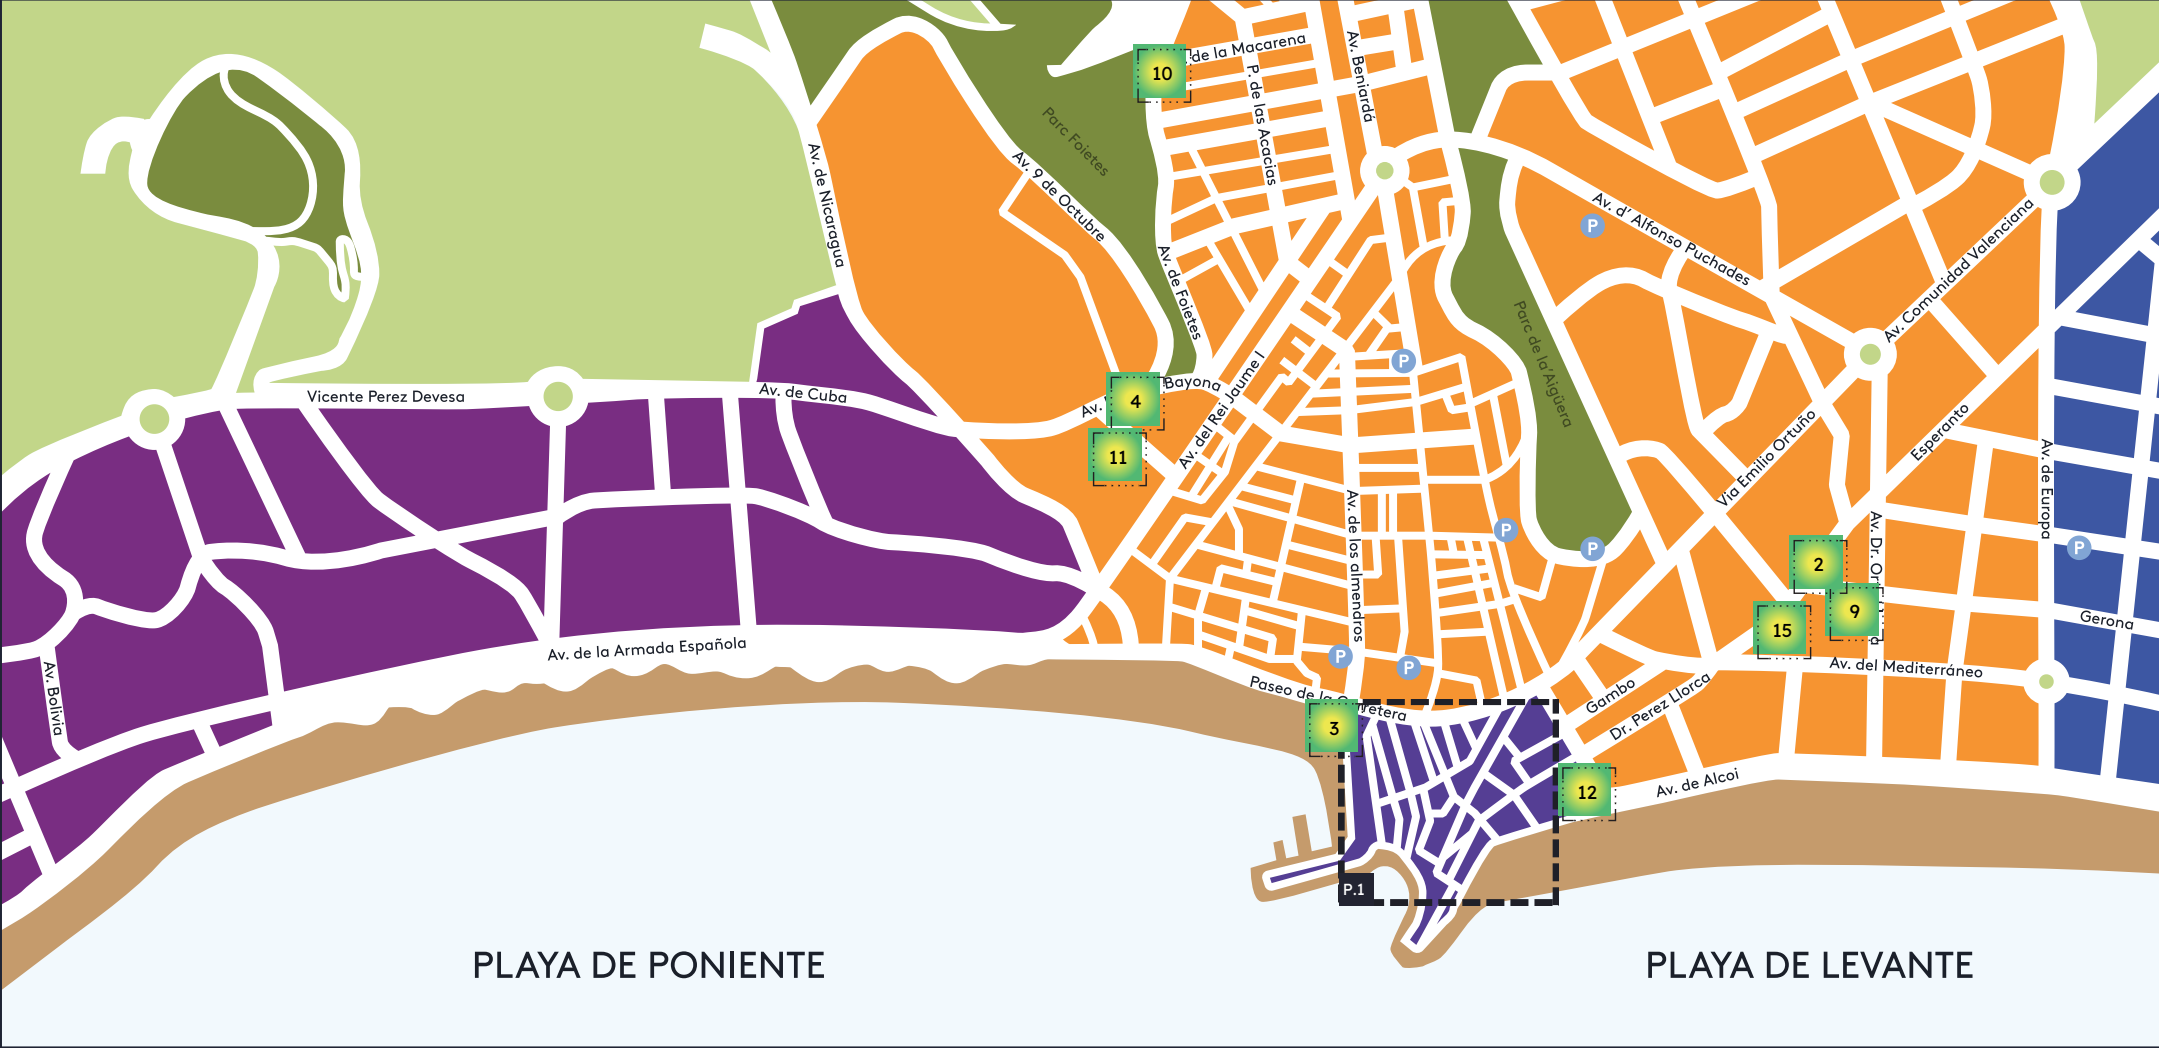 10
de la Macarena
P. de las Acacias
Av. Beniardá
Parc Foietes
Av. de Nicaragua
Av. 9 de Octubre
Av. d' Alfonso Puchades
P
Av. Comunidad Valenciana
Av. de Foietes
Parc de la Aigüera
P
Vicente Perez Devesa
Av. de Cuba
Av.
4
Bayona
Av. del Rei Jaume I
11
Via Emilio Ortuño
Esperanto
Av. de Europa
Av. de los almendros
P
P
Av. Dr. Or
a
P
2
9
15
Gerona
Av. de la Armada Española
P
P
Av. del Mediterráneo
Av. Bolivia
Paseo de la
retera
Gambo
Dr. Perez Llorca
3
12
Av. de Alcoi
P.1
PLAYA DE PONIENTE
PLAYA DE LEVANTE